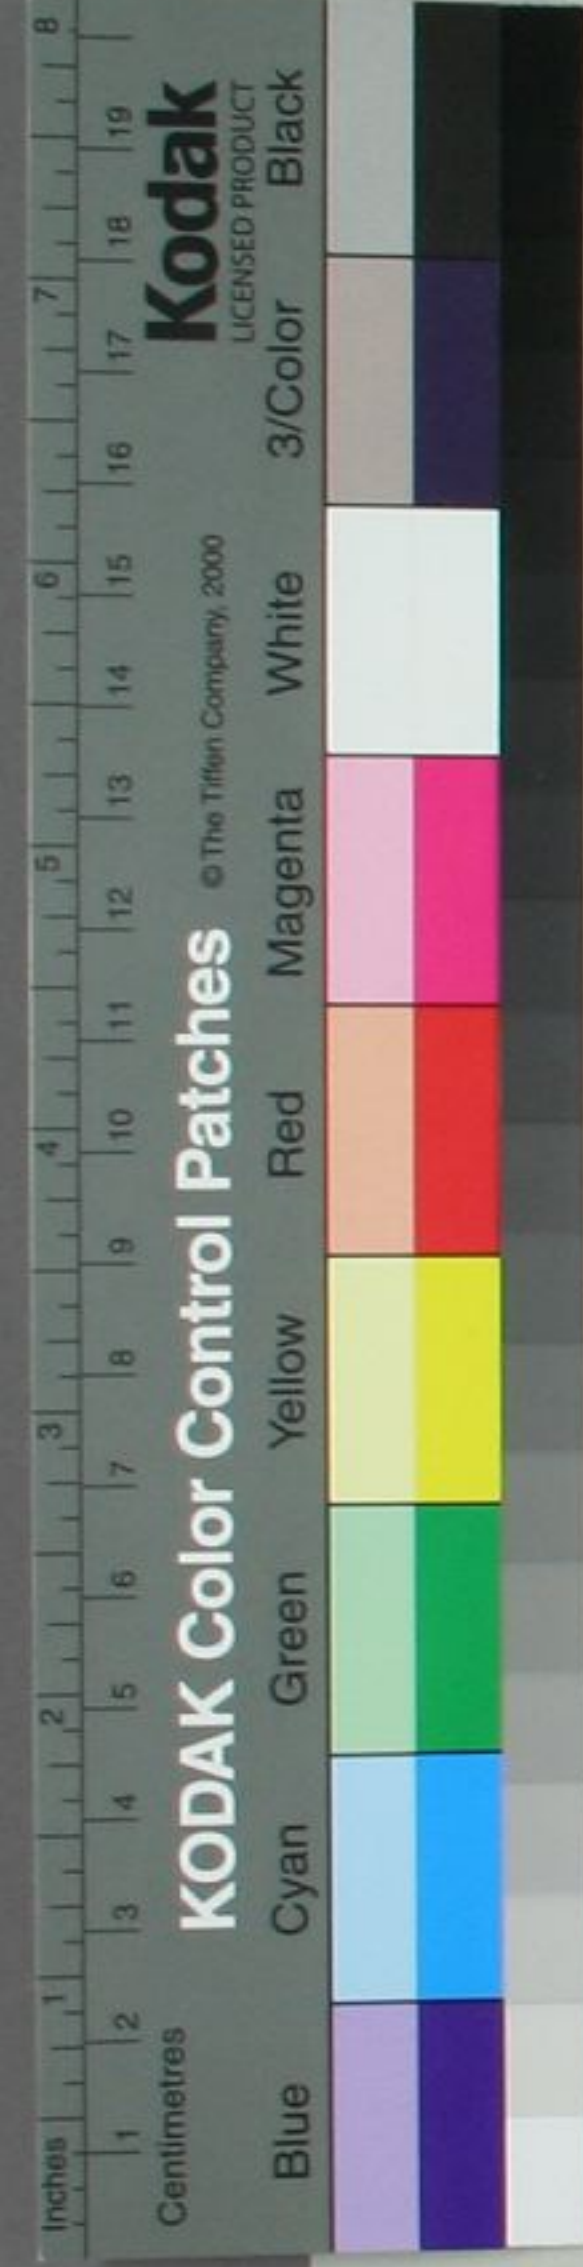 Inches 1 2 3 4 5 6 7 8
1 2 3 4 5 6 7 8 9 10 11 12 13 14 15 16 17 18 19
Centimetres
Kodak
LICENSED PRODUCT
KODAK Color Control Patches © The Tiffen Company, 2000
Blue Cyan Green Yellow Red Magenta White 3/Color Black